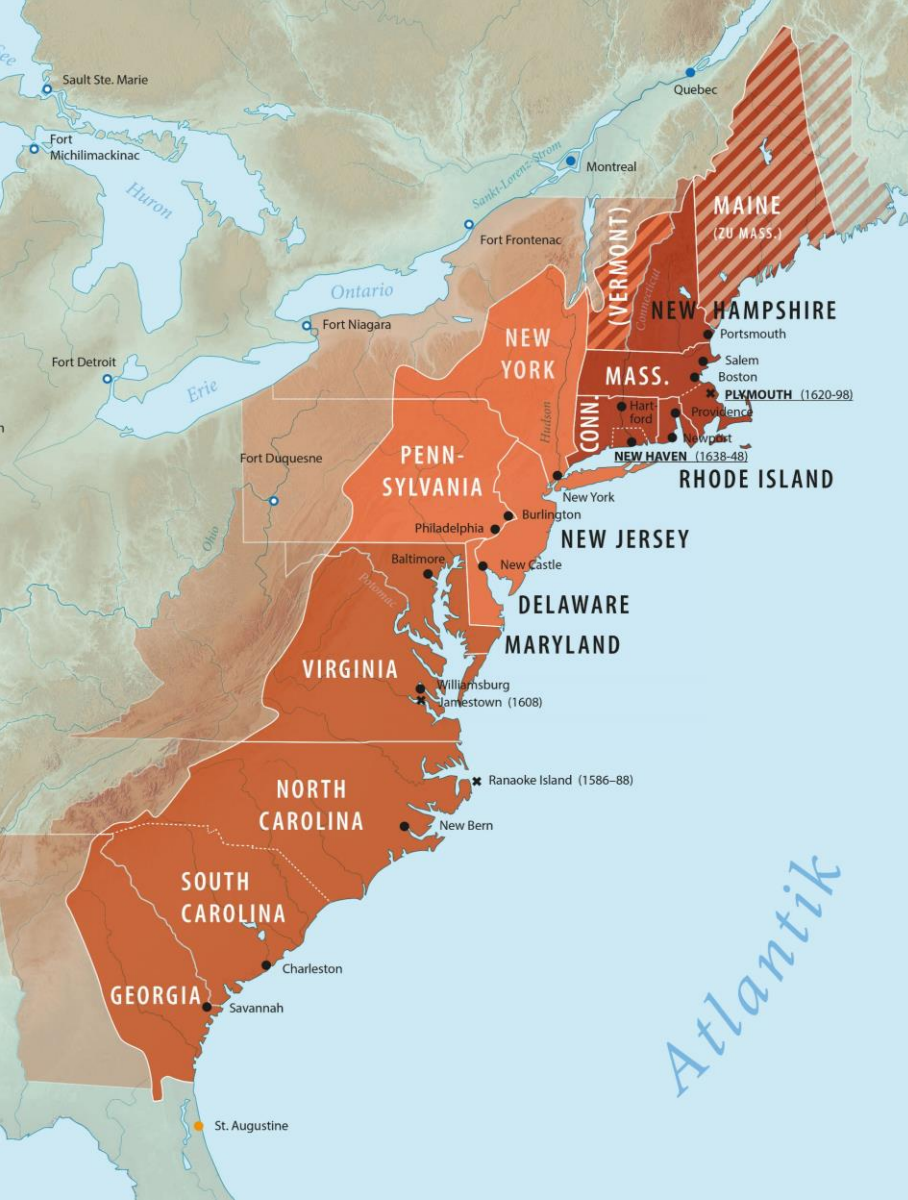 See
Sault Ste. Marie
Quebec
Fort
Michilimackinac
Sankt-Lorenz-Strom
Montreal
Huron
MAINE
(ZU MASS.)
(VERMONT)
Fort Frontenac
Connecticut
Ontario
NEW HAMPSHIRE
Fort Niagara
Portsmouth
NEW
YORK
Fort Detroit
Salem
MASS.
Boston
Erie
PLYMOUTH (1620-98)
CONN.
Hart-
ford
Providence
Hudson
n
Newport
NEW HAVEN (1638-48)
Fort Duquesne
PENN-
SYLVANIA
RHODE ISLAND
New York
Burlington
Philadelphia
Ohio
NEW JERSEY
Baltimore
New Castle
Potomac
DELAWARE
MARYLAND
VIRGINIA
Williamsburg
Jamestown (1608)
Ranaoke Island (1586–88)
NORTH
CAROLINA
New Bern
SOUTH
CAROLINA
Atlantik
Charleston
GEORGIA
Savannah
St. Augustine